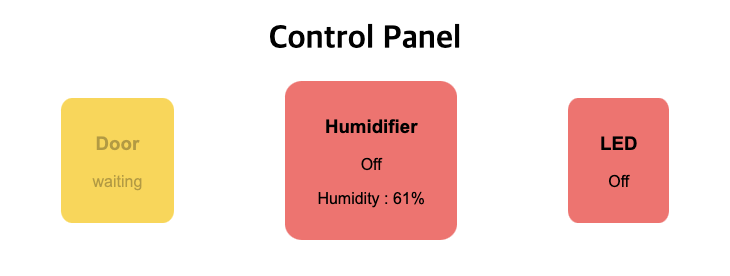 Control Panel
Door
waiting
Humidifier
Off
Humidity : 61%
LED
Off